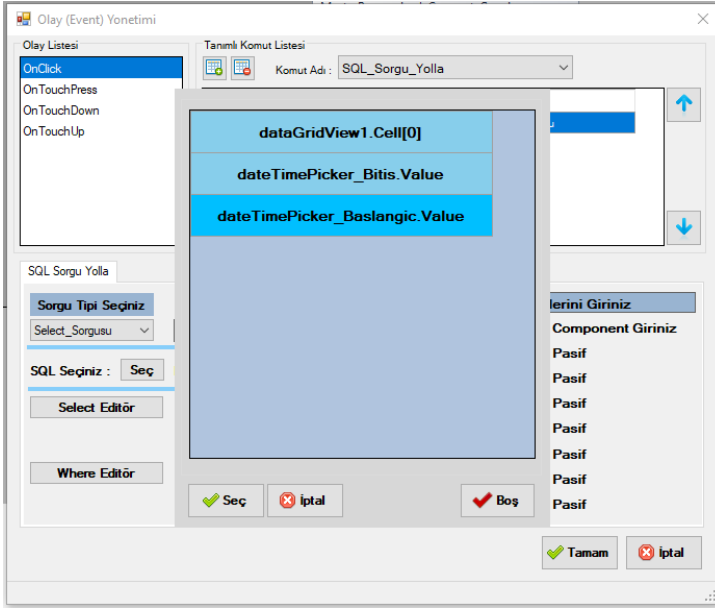 Olay (Event) Yonetimi
Olay Listesi
OnClick
OnTouchPress
OnTouchDown
OnTouchUp
Tanımlı Komut Listesi
Komut Adı : SQL_Sorgu_Yolla
dataGridView1.Cell[0]
dateTimePicker_Bitis.Value
dateTimePicker_Baslangic.Value
Seç
İptal
Boş
SQL Sorgu Yolla
Sorgu Tipi Seçiniz
Select_Sorgusu
SQL Seçiniz : Seç
Select Editör
Where Editör
lerini Giriniz
Component Giriniz
Pasif
Pasif
Pasif
Pasif
Pasif
Pasif
Pasif
Tamam
İptal